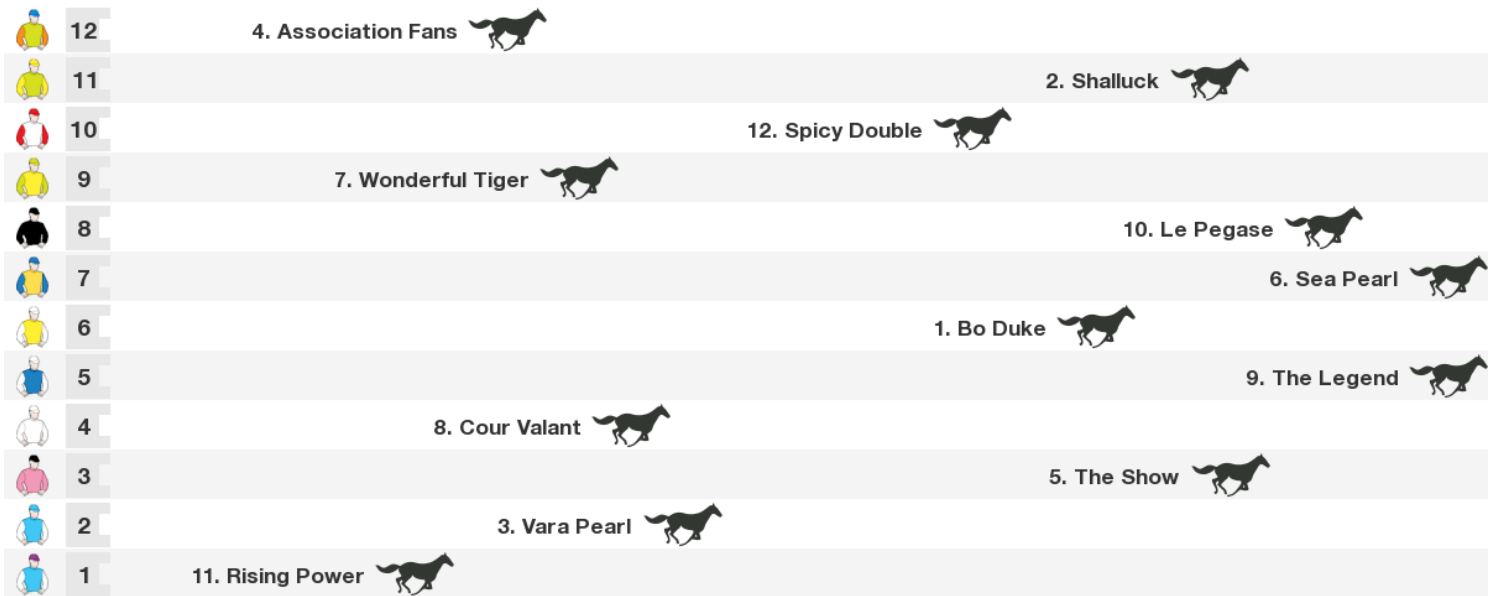 12 4. Association Fans
11 2. Shalluck
10 12. Spicy Double
9 7. Wonderful Tiger
8 10. Le Pegase
7 6. Sea Pearl
6 1. Bo Duke
5 9. The Legend
4 8. Cour Valant
3 5. The Show
2 3. Vara Pearl
1 11. Rising Power